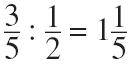 3/5 : 1/2 = 1 1/5